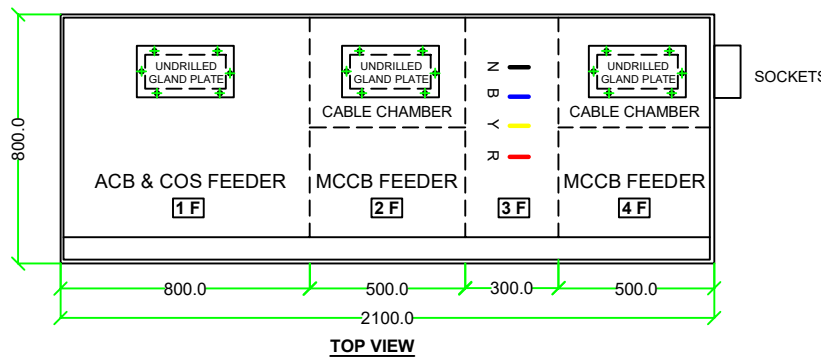 UNDRILLED
GLAND PLATE
UNDRILLED
GLAND PLATE
CABLE CHAMBER
N
B
Y
R
UNDRILLED
GLAND PLATE
CABLE CHAMBER
SOCKETS
800.0
ACB & COS FEEDER
1 F
MCCB FEEDER
2 F
3 F
MCCB FEEDER
4 F
800.0
500.0
300.0
500.0
2100.0
TOP VIEW